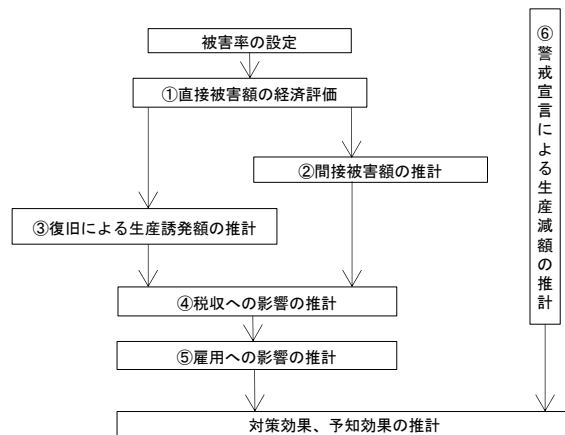 被害率の設定
①直接被害額の経済評価
②間接被害額の推計
③復旧による生産誘発額の推計
④税収への影響の推計
⑤雇用への影響の推計
⑥警戒宣言による生産減額の推計
対策効果、予知効果の推計